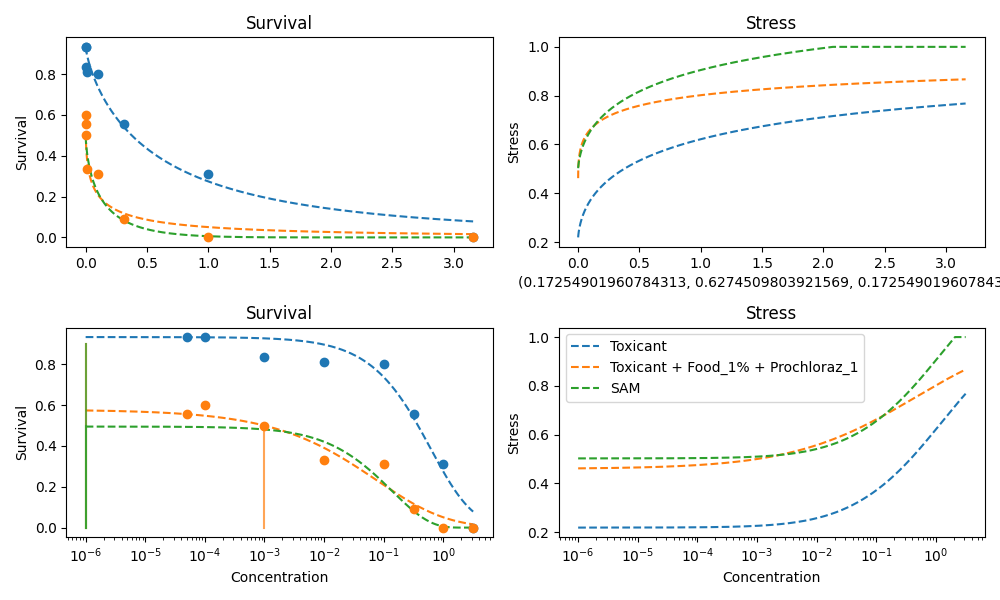 Survival
Survival
0.0
0.2
0.4
0.6
0.8
0.0 0.5 1.0 1.5 2.0 2.5 3.0
Stress
Stress
0.2
0.4
0.6
0.8
1.0
0.0 0.5 1.0 1.5 2.0 2.5 3.0
(0.17254901960784313, 0.6274509803921569, 0.172549019607843
Survival
Survival
0.0
0.2
0.4
0.6
0.8
10⁻⁶ 10⁻⁵ 10⁻⁴ 10⁻³ 10⁻² 10⁻¹ 10⁰
Concentration
Stress
Stress
0.2
0.4
0.6
0.8
1.0
Toxicant
Toxicant + Food_1% + Prochloraz_1
SAM
10⁻⁶ 10⁻⁵ 10⁻⁴ 10⁻³ 10⁻² 10⁻¹ 10⁰
Concentration